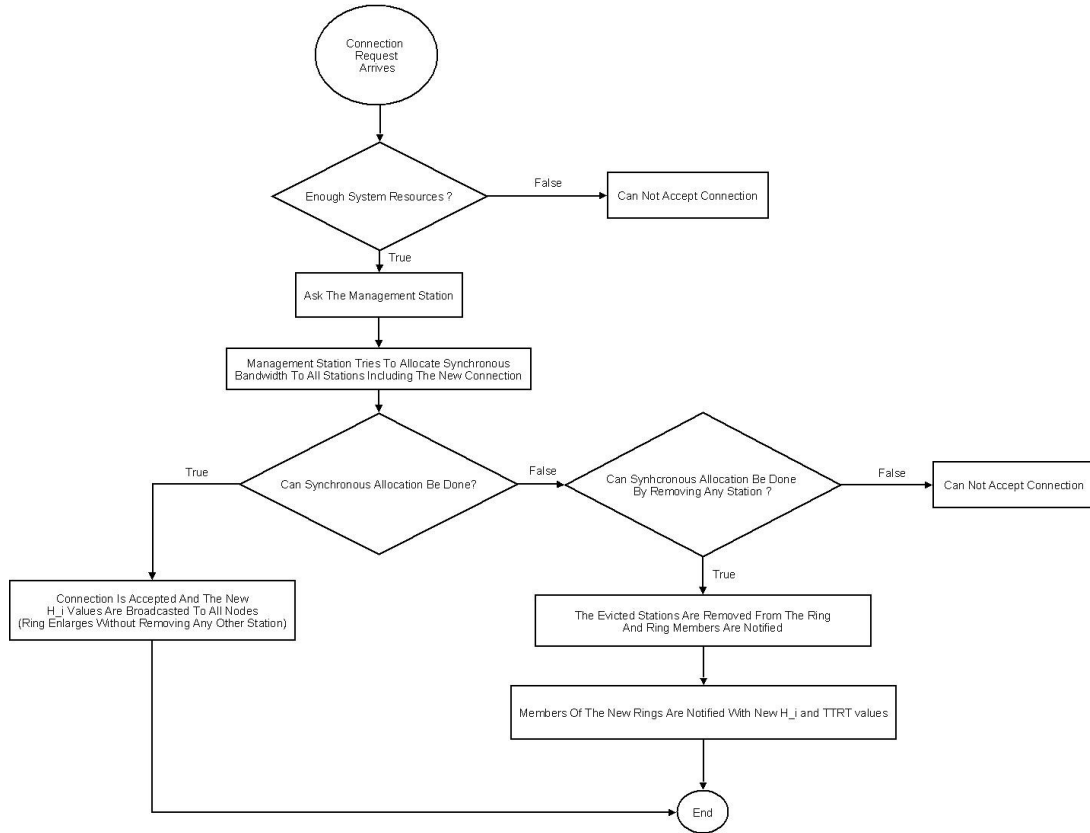 Connection
Request
Arrives
Enough System Resources ?
False
Can Not Accept Connection
True
Ask The Management Station
Management Station Tries To Allocate Synchronous
Bandwidth To All Stations Including The New Connection
True
Can Synchronous Allocation Be Done?
False
Can Synhcronous Allocation Be Done
By Removing Any Station ?
False
Can Not Accept Connection
True
Connection Is Accepted And The New
H_i Values Are Broadcasted To All Nodes
(Ring Enlarges Without Removing Any Other Station)
The Evicted Stations Are Removed From The Ring
And Ring Members Are Notified
Members Of The New Rings Are Notified With New H_i and TTRT values
End